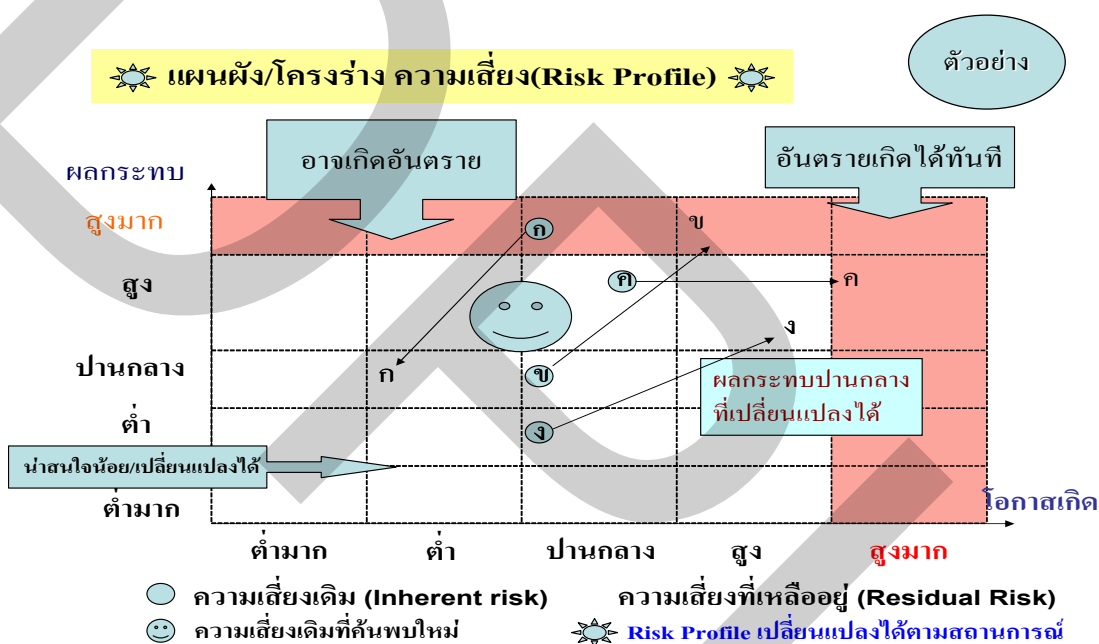 แผนผัง/โครงร่าง ความเสี่ยง(Risk Profile)
ตัวอย่าง
อาจเกิดอันตราย
อันตรายเกิดได้ทันที
ผลกระทบ
สูงมาก
ก
ข
สูง
ค
ค
ง
ปานกลาง
ก
ข
ผลกระทบปานกลาง
ที่เปลี่ยนแปลงได้
ต่ำ
ง
น่าสนใจน้อย/เปลี่ยนแปลงได้
ต่ำมาก
โอกาสเกิด
ต่ำมาก ต่ำ ปานกลาง สูง สูงมาก
ความเสี่ยงเดิม (Inherent risk) ความเสี่ยงที่เหลืออยู่ (Residual Risk)
ความเสี่ยงเดิมที่ค้นพบใหม่ Risk Profile เปลี่ยนแปลงได้ตามสถานการณ์